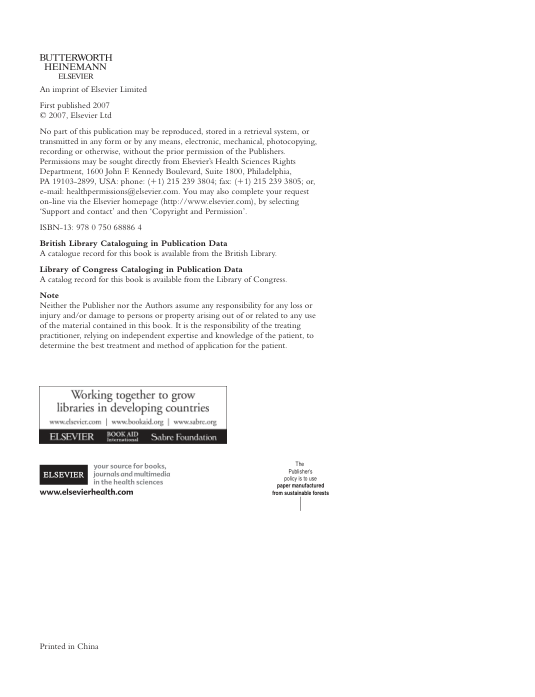 BUTTERWORTH
HEINEMANN
ELSEVIER
An imprint of Elsevier Limited
First published 2007
© 2007, Elsevier Ltd
No part of this publication may be reproduced, stored in a retrieval system, or
transmitted in any form or by any means, electronic, mechanical, photocopying,
recording or otherwise, without the prior permission of the Publishers.
Permissions may be sought directly from Elsevier's Health Sciences Rights
Department, 1600 John F. Kennedy Boulevard, Suite 1800, Philadelphia,
PA 19103-2899, USA: phone: (+1) 215 239 3804; fax: (+1) 215 239 3805; or,
e-mail: healthpermissions@elsevier.com. You may also complete your request
on-line via the Elsevier homepage (http://www.elsevier.com), by selecting
'Support and contact' and then 'Copyright and Permission'.
ISBN-13: 978 0 750 68886 4
British Library Cataloguing in Publication Data
A catalogue record for this book is available from the British Library.
Library of Congress Cataloging in Publication Data
A catalog record for this book is available from the Library of Congress.
Note
Neither the Publisher nor the Authors assume any responsibility for any loss or
injury and/or damage to persons or property arising out of or related to any use
of the material contained in this book. It is the responsibility of the treating
practitioner, relying on independent expertise and knowledge of the patient, to
determine the best treatment and method of application for the patient.
Working together to grow
libraries in developing countries
www.elsevier.com | www.bookaid.org | www.sabre.org
ELSEVIER BOOK AID International Sabre Foundation
ELSEVIER
your source for books,
journals and multimedia
in the health sciences
www.elsevierhealth.com
The
Publisher's
policy is to use
paper manufactured
from sustainable forests
Printed in China